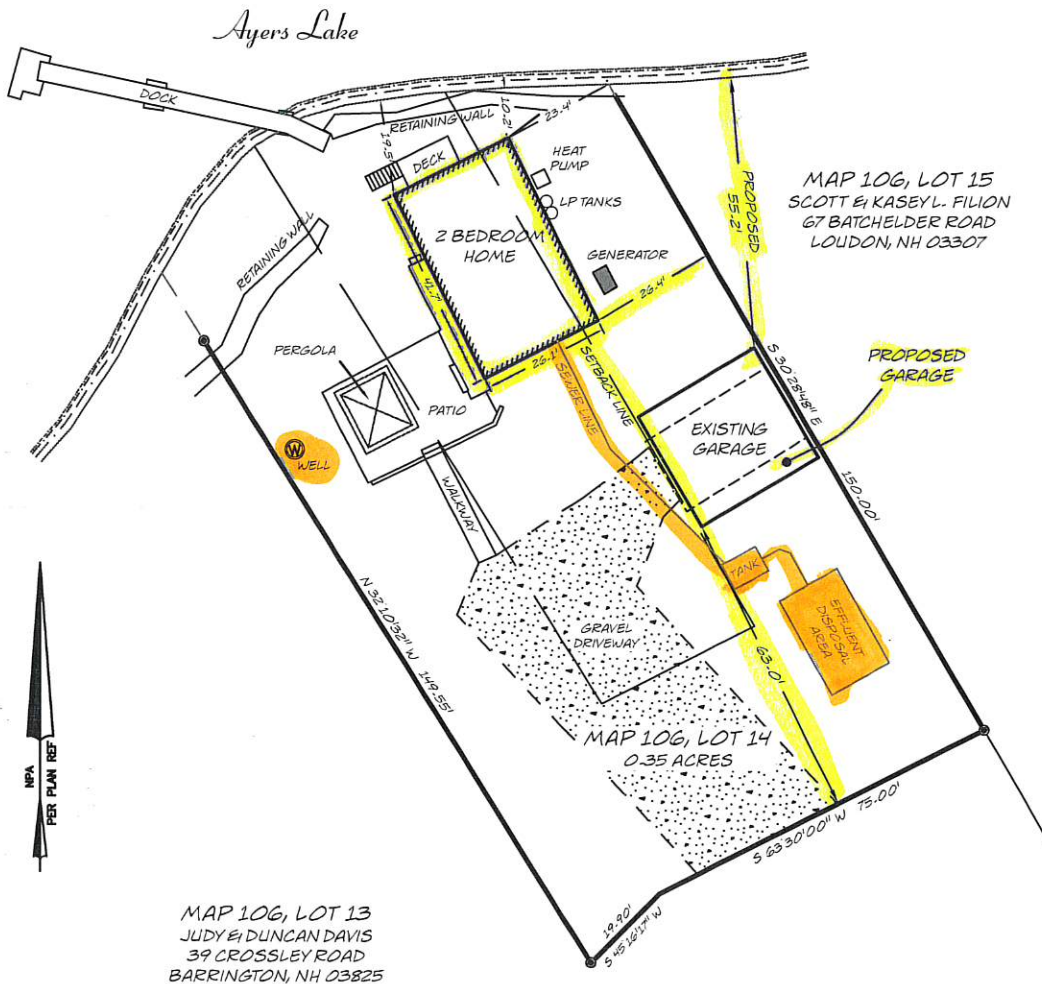 Ayers Lake
DOCK
RETAINING WALL
19.5'
DECK
10.2'
23.4'
HEAT
PUMP
LP TANKS
2 BEDROOM
HOME
GENERATOR
41.7'
26.4'
26.1'
RETAINING WALL
PROPOSED
55.2'
MAP 106, LOT 15
SCOTT & KASEY L. FILION
67 BATCHELDER ROAD
LOUDON, NH 03307
PERGOLA
PATIO
SEWER LINE
SETBACK LINE
S 30°28'48" E
150.00'
PROPOSED
GARAGE
EXISTING
GARAGE
W
WELL
WALKWAY
TANK
EFFLUENT
DISPOSAL
AREA
GRAVEL
DRIVEWAY
63.0'
N 32°10'32" W 149.55'
MAP 106, LOT 14
0.35 ACRES
S 63°30'00" W 75.00'
19.90'
S 45°16'17" W
NPA
PER PLAN REF
MAP 106, LOT 13
JUDY & DUNCAN DAVIS
39 CROSSLEY ROAD
BARRINGTON, NH 03825